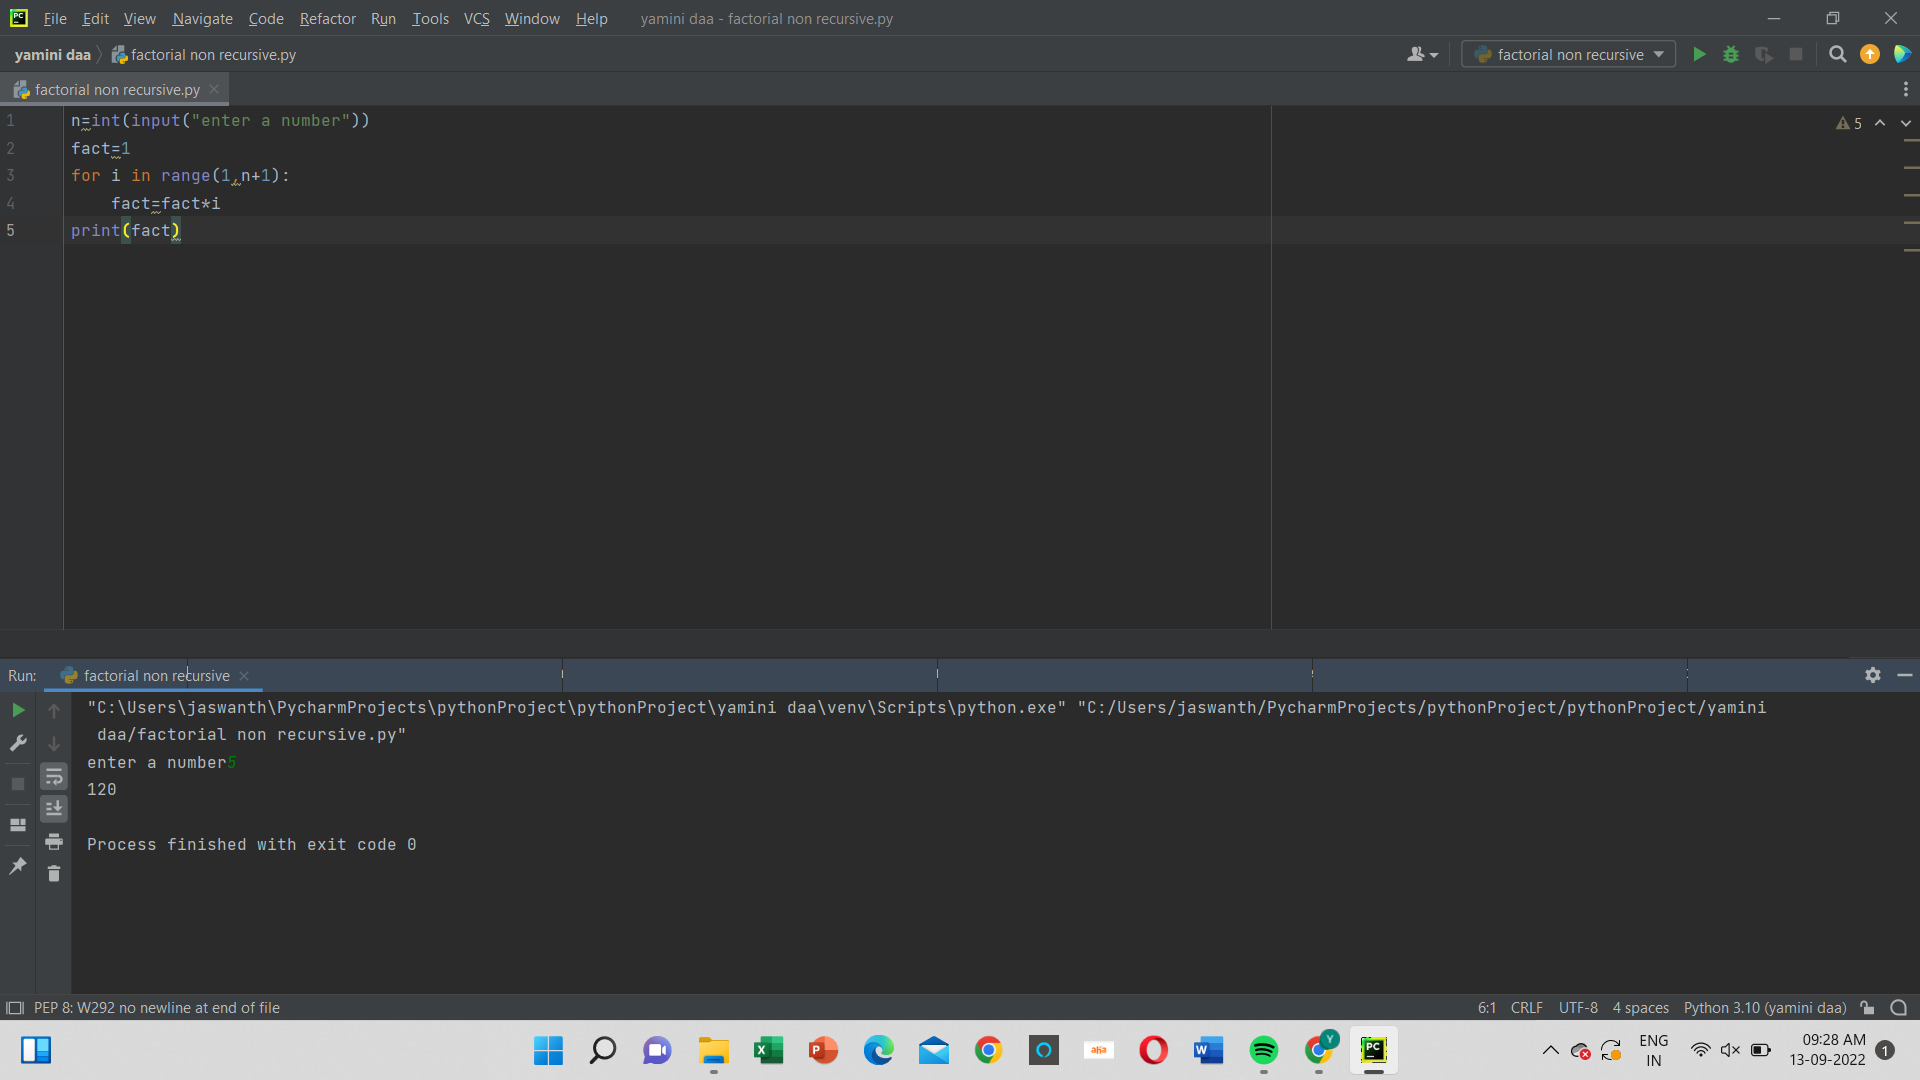 File Edit View Navigate Code Refactor Run Tools VCS Window Help yamini daa - factorial non recursive.py
yamini daa factorial non recursive.py factorial non recursive
factorial non recursive.py
1 n=int(input("enter a number")) 5
2 fact=1
3 for i in range(1,n+1):
4 fact=fact*i
5 print(fact)
Run: factorial non recursive
"C:\Users\jaswanth\PycharmProjects\pythonProject\pythonProject\yamini daa\venv\Scripts\python.exe" "C:/Users/jaswanth/PycharmProjects/pythonProject/pythonProject/yamini
daa/factorial non recursive.py"
enter a number5
120
Process finished with exit code 0
PEP 8: W292 no newline at end of file 6:1 CRLF UTF-8 4 spaces Python 3.10 (yamini daa)
ENG 09:28 AM
IN 13-09-2022 1